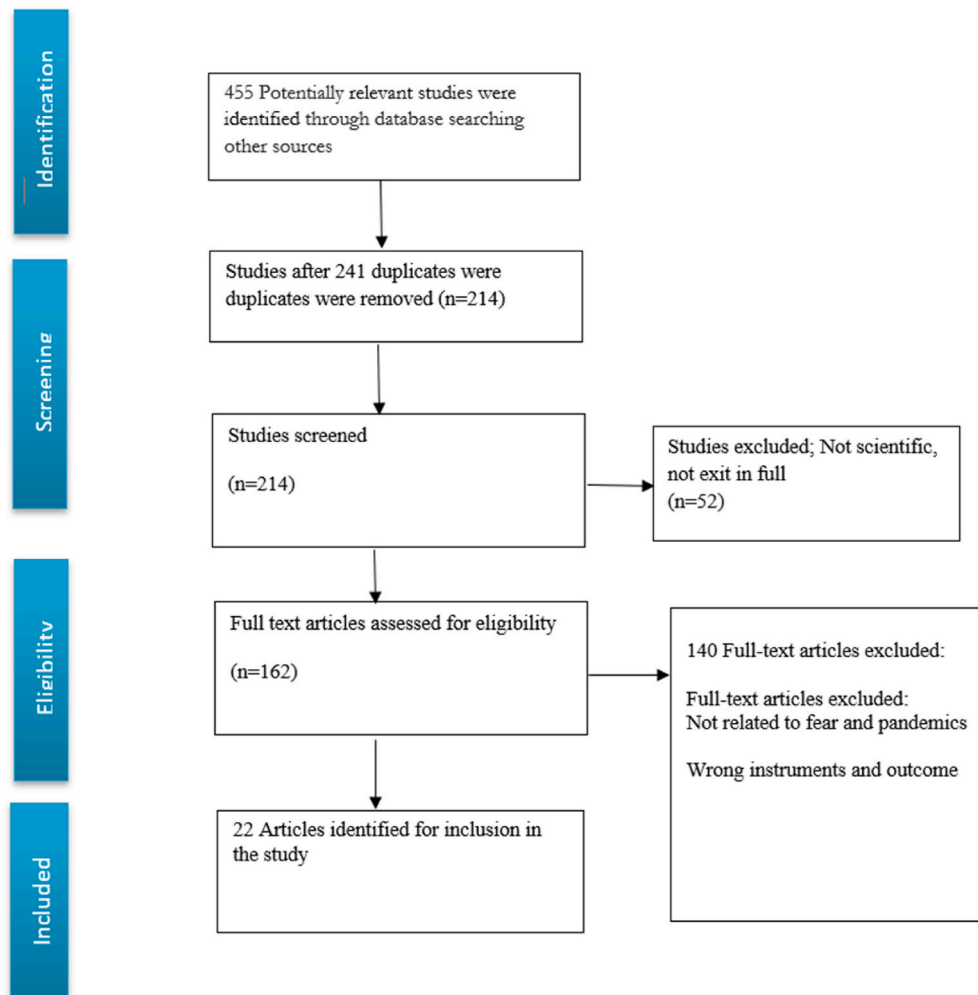 Identification
455 Potentially relevant studies were
identified through database searching
other sources
Screening
Studies after 241 duplicates were
duplicates were removed (n=214)
Studies screened
(n=214)
Studies excluded; Not scientific,
not exit in full
(n=52)
Eligibility
Full text articles assessed for eligibility
(n=162)
140 Full-text articles excluded:
Full-text articles excluded:
Not related to fear and pandemics
Wrong instruments and outcome
Included
22 Articles identified for inclusion in
the study